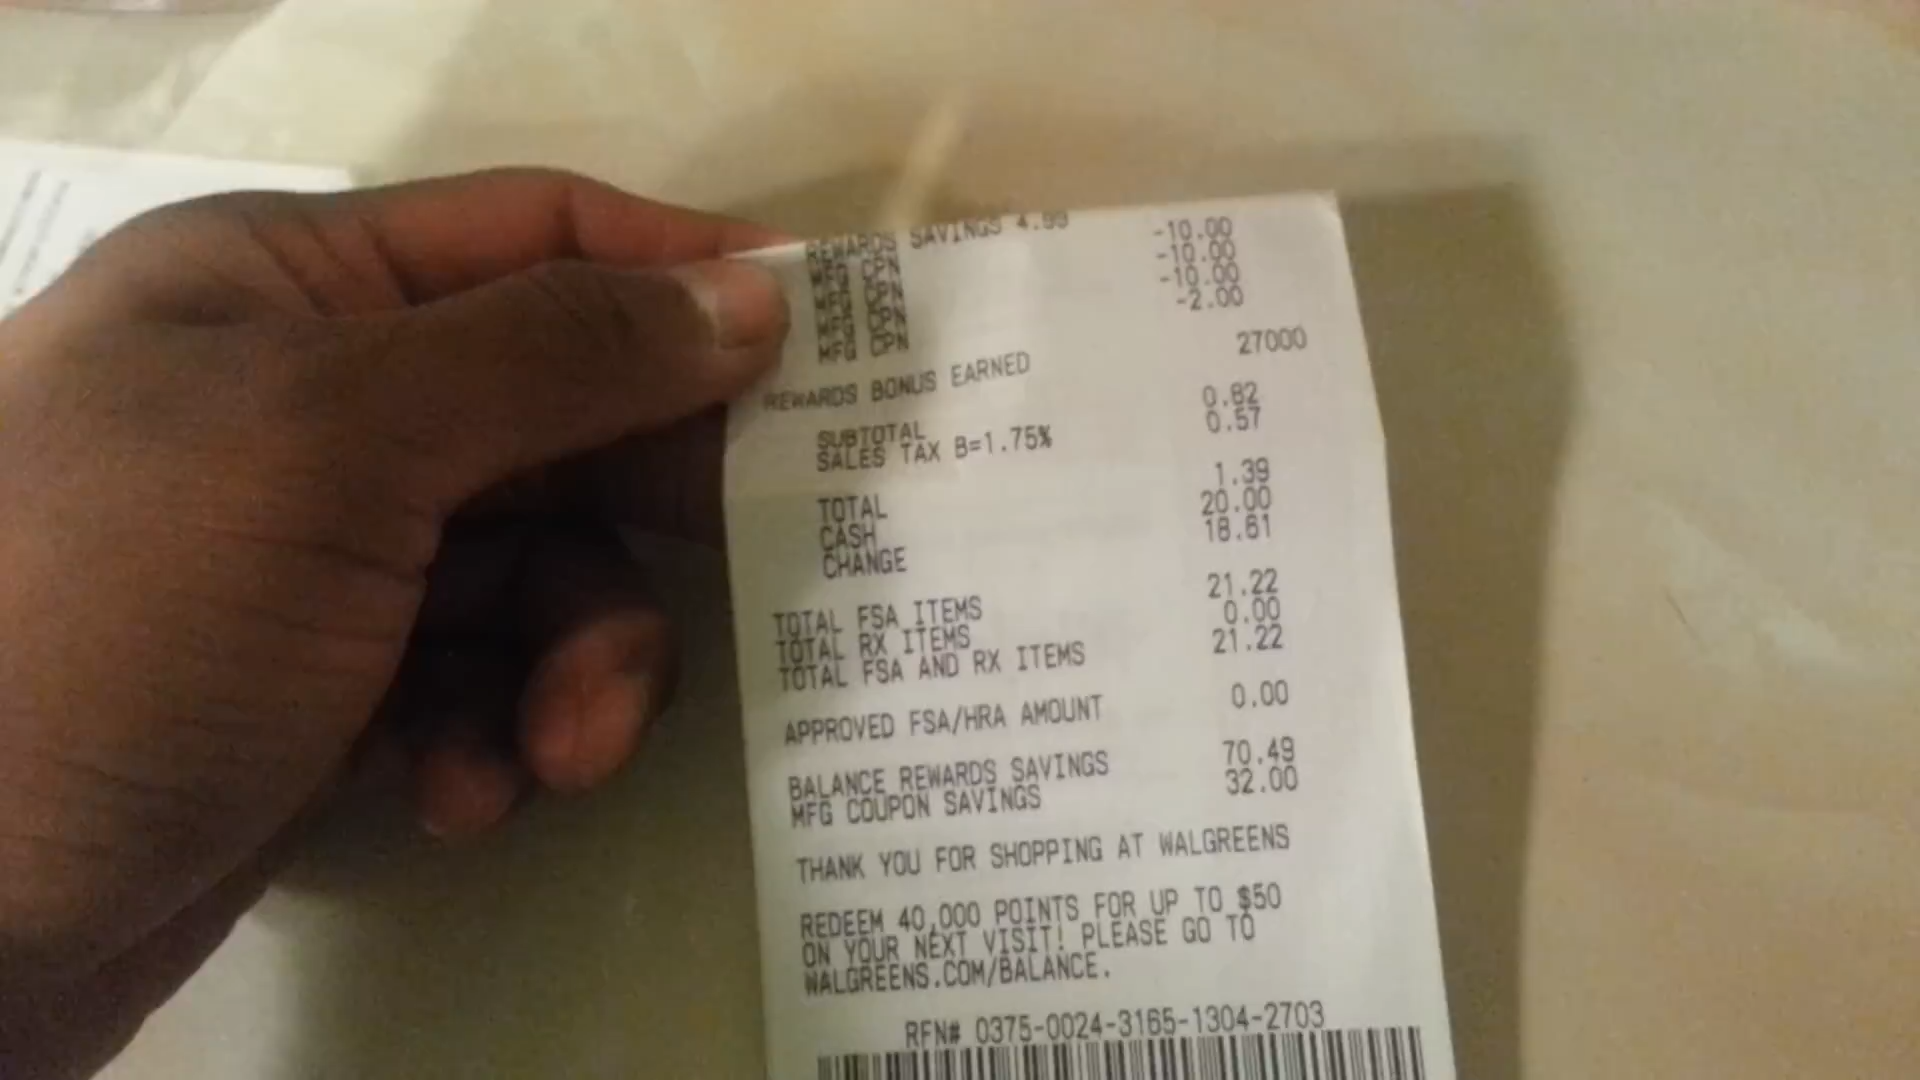 REWARDS SAVINGS 4.99
MFG CPN -10.00
MFG CPN -10.00
MFG CPN -10.00
MFG CPN -2.00
REWARDS BONUS EARNED 27000
SUBTOTAL 0.82
SALES TAX B=1.75% 0.57
TOTAL 1.39
CASH 20.00
CHANGE 18.61
TOTAL FSA ITEMS 21.22
TOTAL RX ITEMS 0.00
TOTAL FSA AND RX ITEMS 21.22
APPROVED FSA/HRA AMOUNT 0.00
BALANCE REWARDS SAVINGS 70.49
MFG COUPON SAVINGS 32.00
THANK YOU FOR SHOPPING AT WALGREENS
REDEEM 40,000 POINTS FOR UP TO $50
ON YOUR NEXT VISIT! PLEASE GO TO
WALGREENS.COM/BALANCE.
RFN# 0375-0024-3165-1304-2703